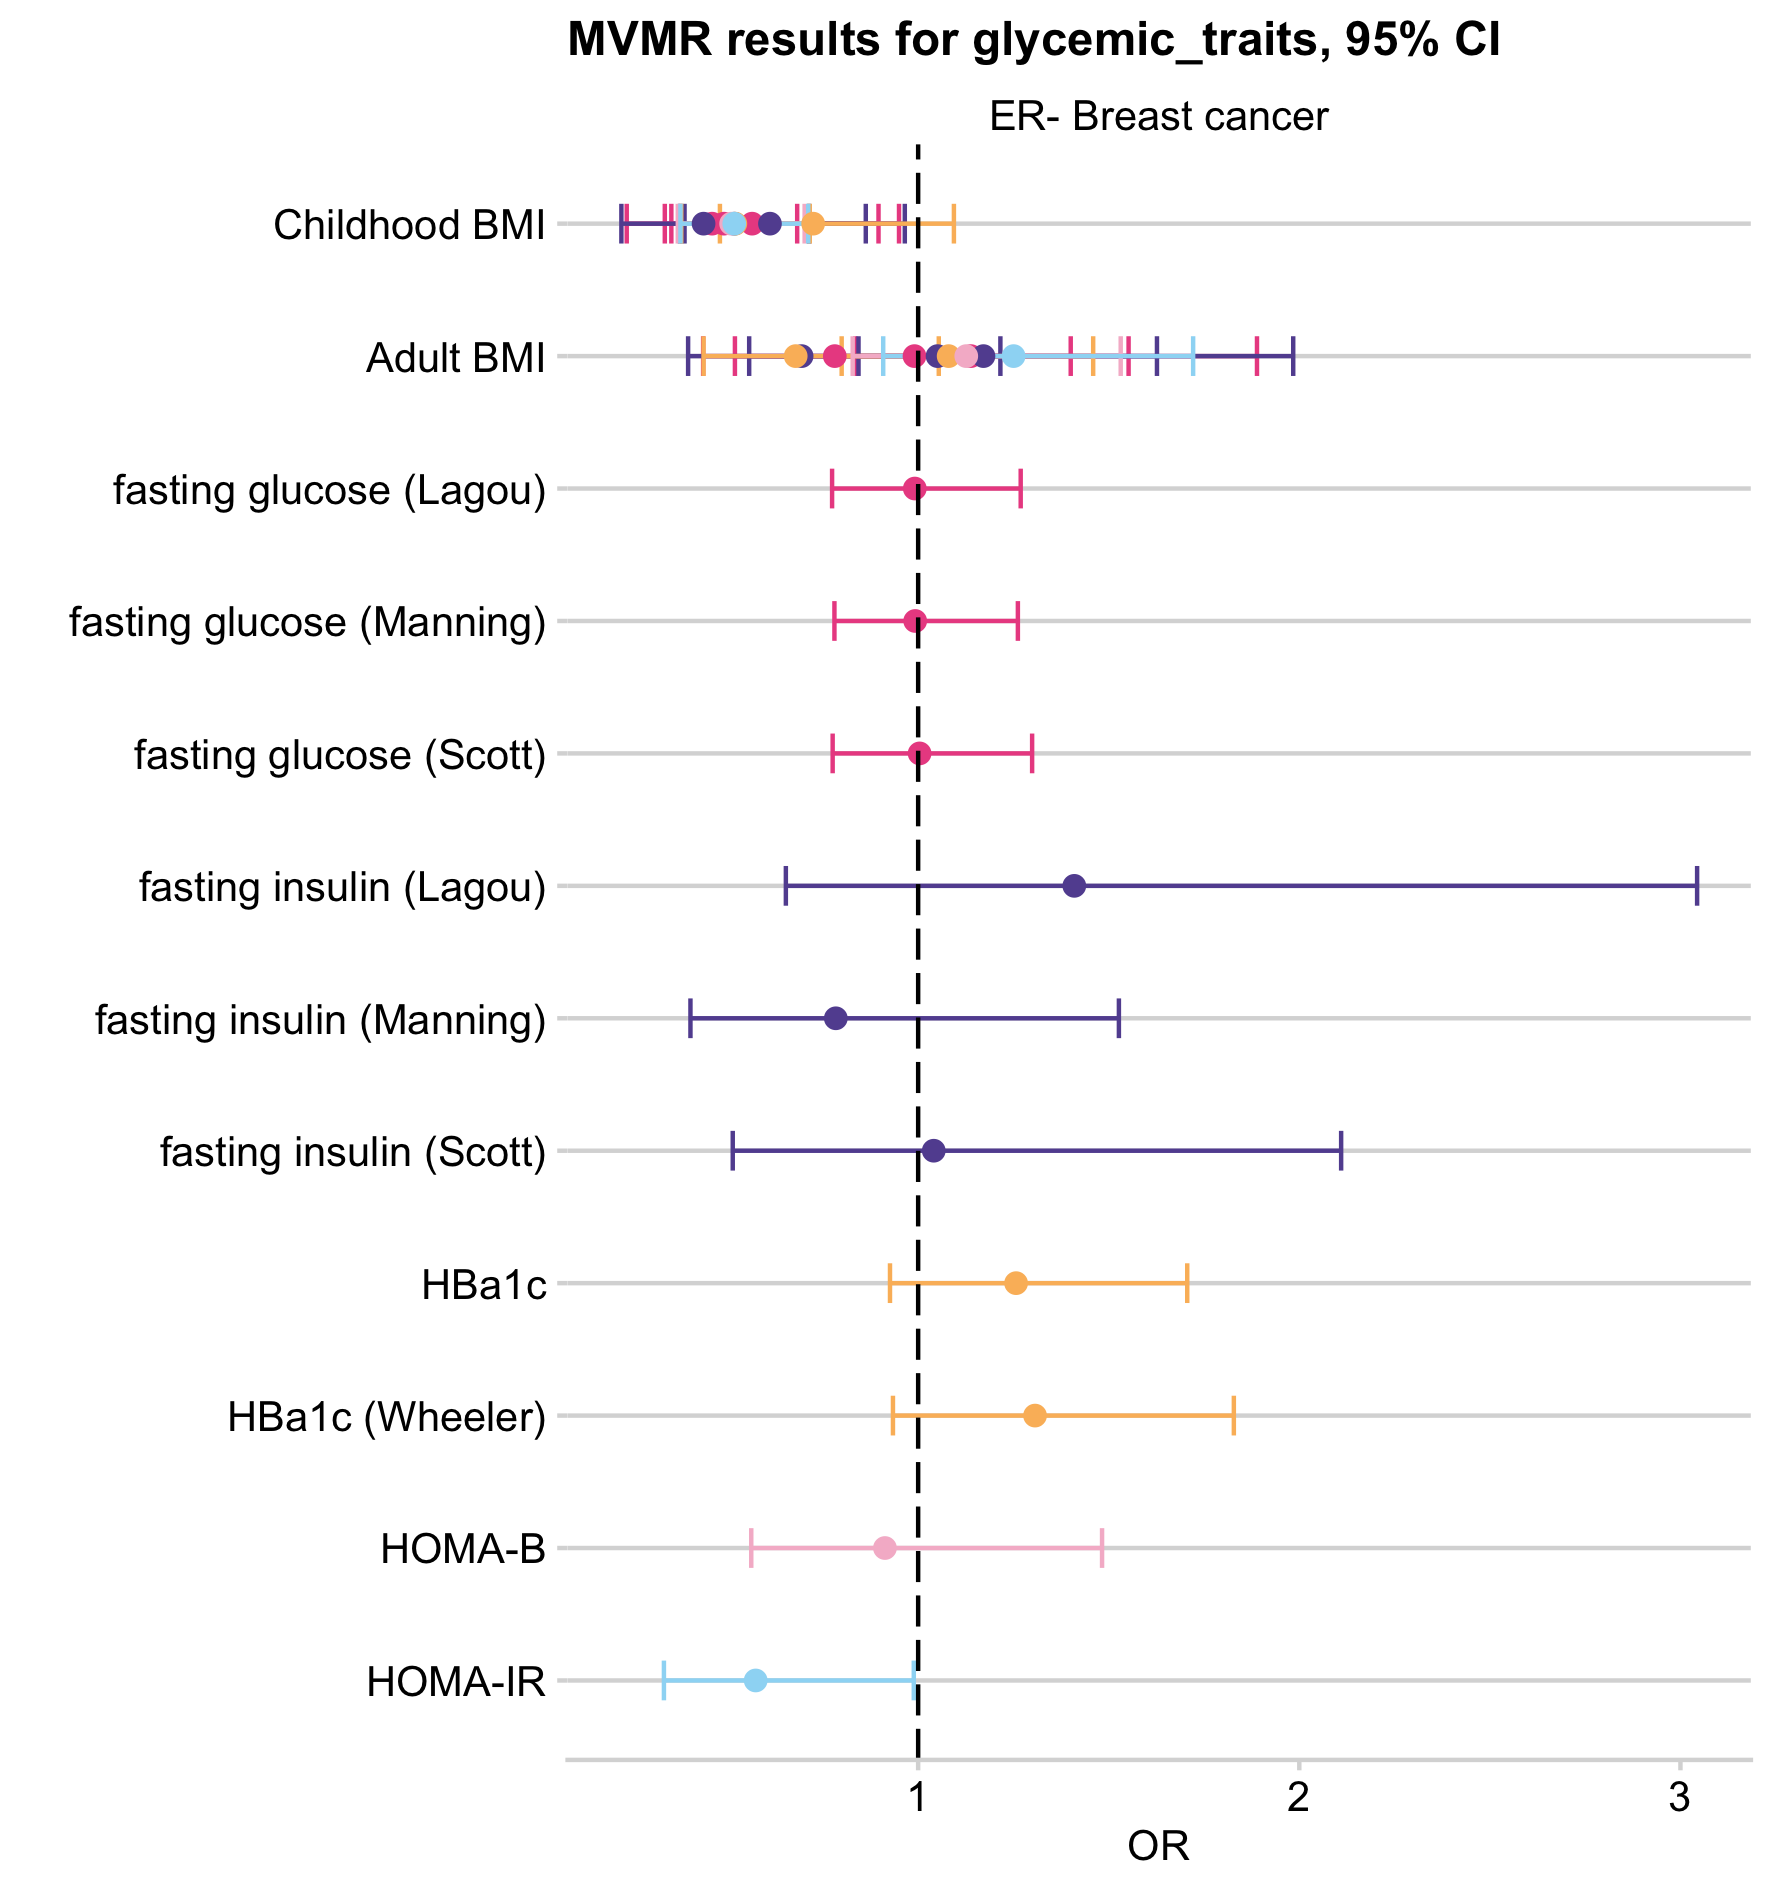 MVMR results for glycemic_traits, 95% CI
ER- Breast cancer
Childhood BMI
Adult BMI
fasting glucose (Lagou)
fasting glucose (Manning)
fasting glucose (Scott)
fasting insulin (Lagou)
fasting insulin (Manning)
fasting insulin (Scott)
HBa1c
HBa1c (Wheeler)
HOMA-B
HOMA-IR
1 2 3
OR